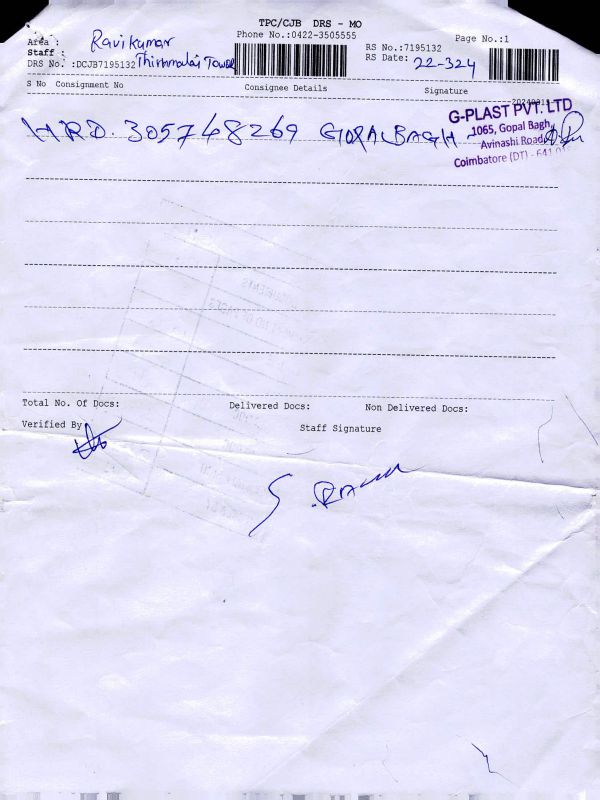 TPC/CJB DRS - MO
Phone No.:0422-3505555
Page No.:1
Area : Ravikumar
Staff :
RS No.:7195132
DRS No. :DCJB7195132 Thirumalai Tower
RS Date: 22-324
S No Consignment No Consignee Details Signature
HRD. 305748269 GOPALBAGH
G-PLAST PVT. LTD
1065, Gopal Bagh,
Avinashi Road,
Coimbatore (DT) - 641
Total No. Of Docs: Delivered Docs: Non Delivered Docs:
Verified By
Staff Signature
S.